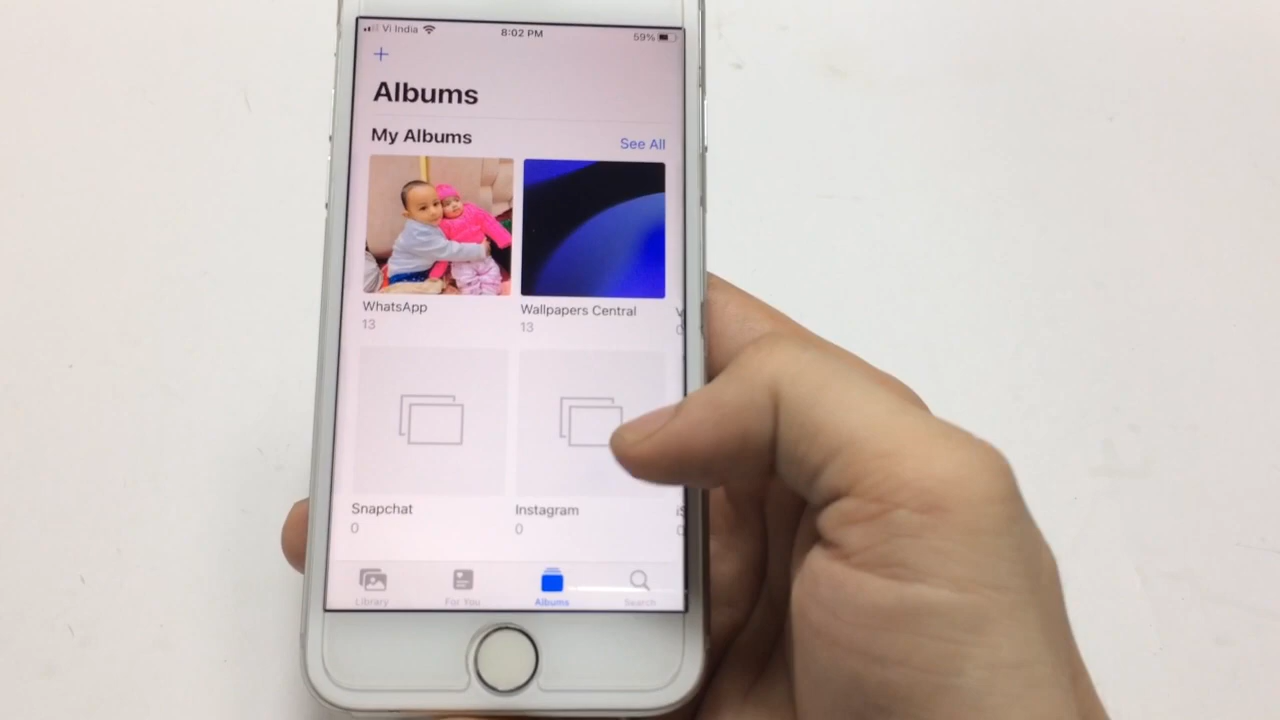 Vi India 8:02 PM 59%
+
Albums
My Albums See All
WhatsApp Wallpapers Central
13 13
Snapchat Instagram
0 0
Library For You Albums Search